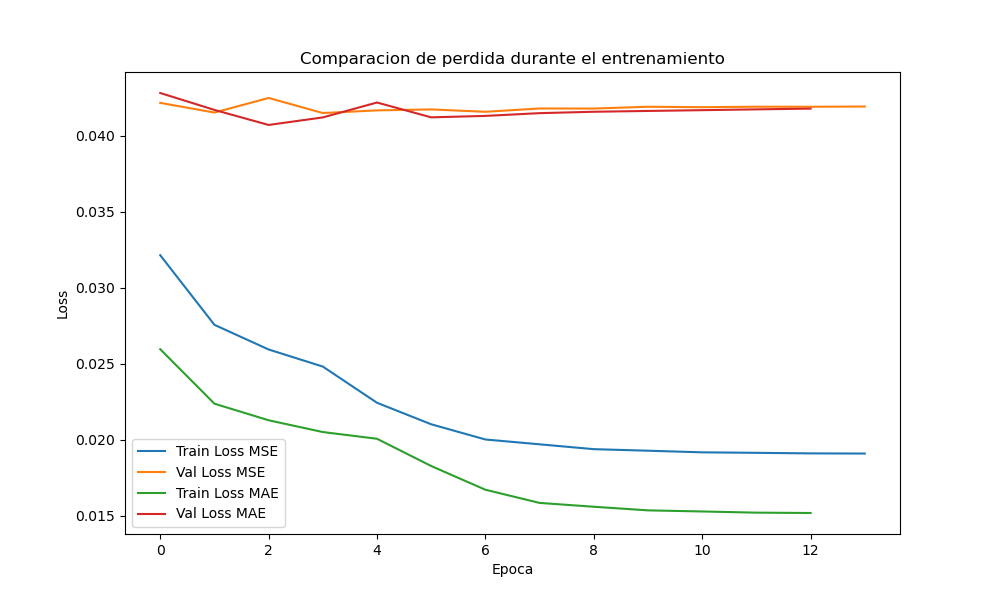 Comparacion de perdida durante el entrenamiento
0.040
0.035
0.030
0.025
0.020
0.015
Loss
Train Loss MSE
Val Loss MSE
Train Loss MAE
Val Loss MAE
0 2 4 6 8 10 12
Epoca